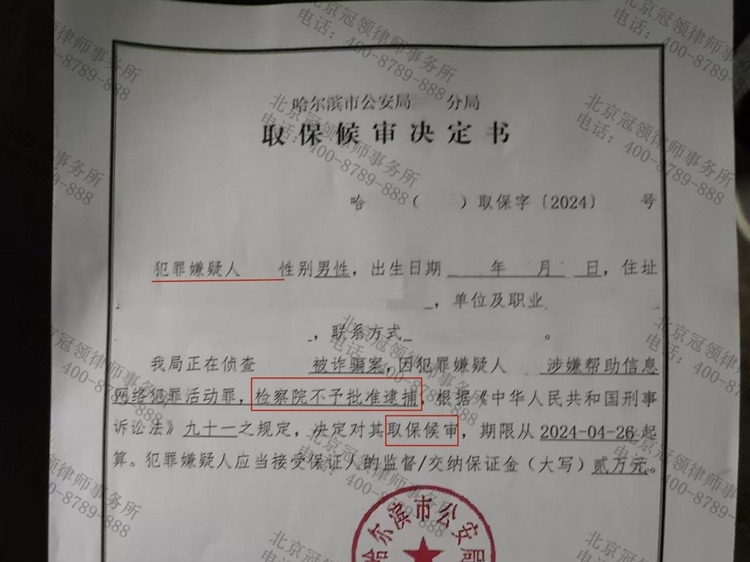 哈尔滨市公安局 分局
取保候审决定书
哈 （ ）取保字〔2024〕 号
犯罪嫌疑人 性别男性，出生日期 年 月 日，住址
，单位及职业
，联系方式 。
我局正在侦查 被诈骗案，因犯罪嫌疑人 涉嫌帮助信息
网络犯罪活动罪，检察院不予批准逮捕，根据《中华人民共和国刑事
诉讼法》九十一之规定，决定对其取保候审，期限从2024-04-26起
算。犯罪嫌疑人应当接受保证人的监督/交纳保证金（大写）贰万元。
哈尔滨市公安局
北京冠领律师事务所
电话：400-8789-888